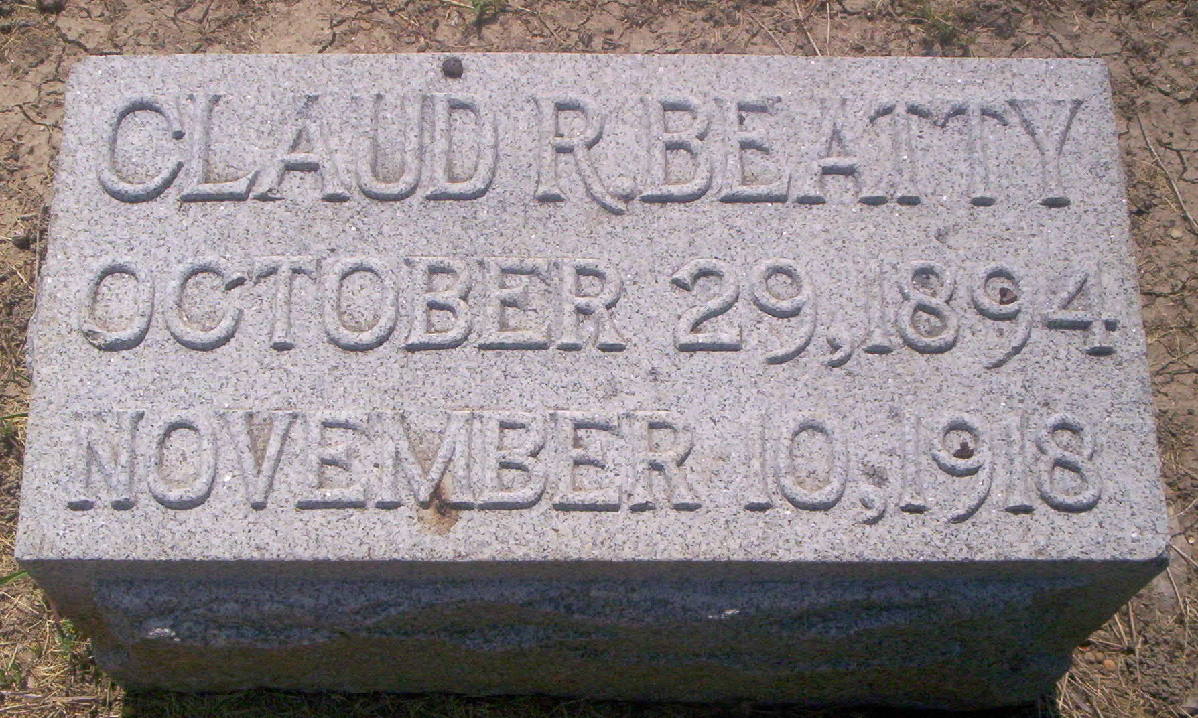 CLAUD R. BEATTY
OCTOBER 29, 1894
NOVEMBER 10, 1918